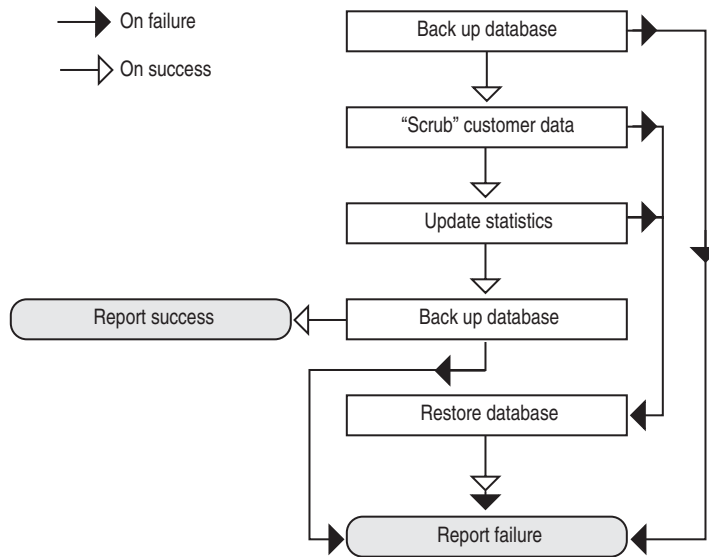 On failure
On success
Back up database
“Scrub” customer data
Update statistics
Report success
Back up database
Restore database
Report failure